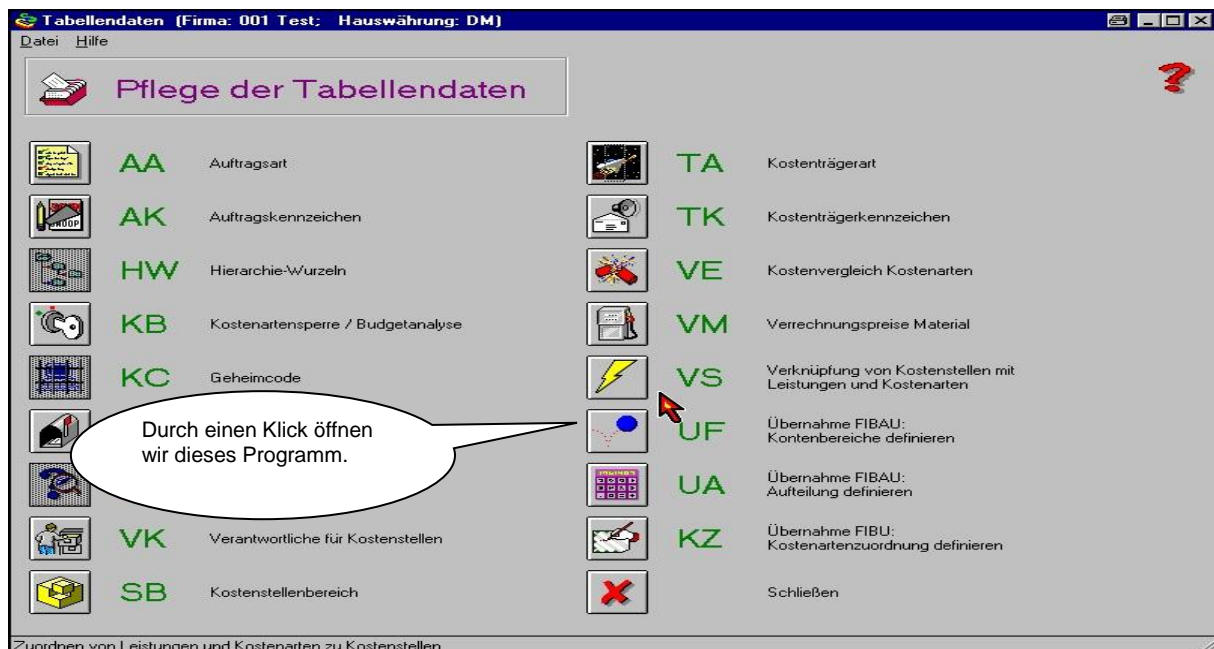 Tabellendaten (Firma: 001 Test; Hauswährung: DM)
Datei Hilfe
Pflege der Tabellendaten
AA Auftragsart
AK Auftragskennzeichen
HW Hierarchie-Wurzeln
KB Kostenartensperre / Budgetanalyse
KC Geheimcode
Durch einen Klick öffnen
wir dieses Programm.
VK Verantwortliche für Kostenstellen
SB Kostenstellenbereich
TA Kostenträgerart
TK Kostenträgerkennzeichen
VE Kostenvergleich Kostenarten
VM Verrechnungspreise Material
VS Verknüpfung von Kostenstellen mit
Leistungen und Kostenarten
UF Übernahme FIBAU:
Kontenbereiche definieren
UA Übernahme FIBAU:
Aufteilung definieren
KZ Übernahme FIBU:
Kostenartenzuordnung definieren
Schließen
Zuordnen von Leistungen und Kostenarten zu Kostenstellen